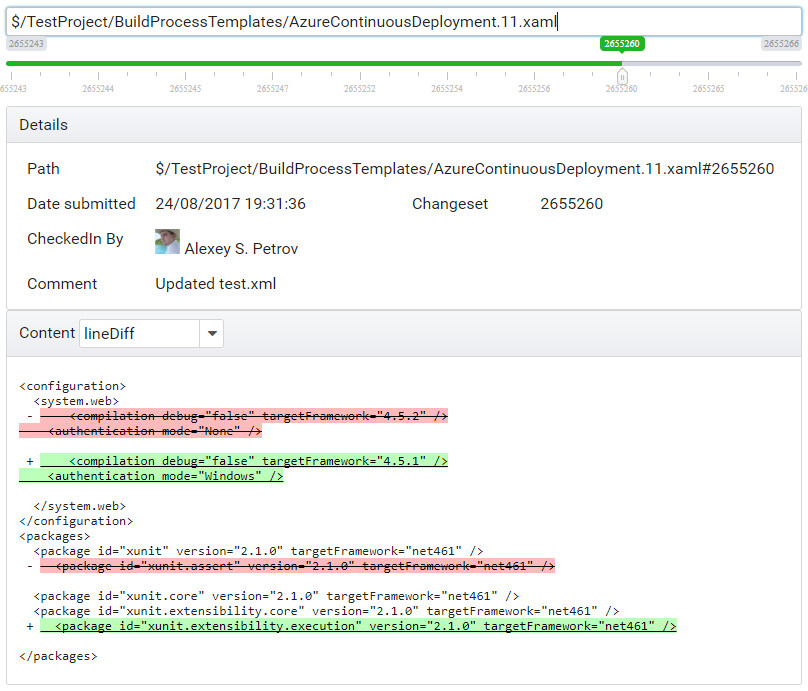 $/TestProject/BuildProcessTemplates/AzureContinuousDeployment.11.xaml
2655243 2655260 2655266
655243 2655244 2655245 2655247 2655252 2655254 2655256 2655260 2655265 26552
Details
Path $/TestProject/BuildProcessTemplates/AzureContinuousDeployment.11.xaml#2655260
Date submitted 24/08/2017 19:31:36 Changeset 2655260
CheckedIn By Alexey S. Petrov
Comment Updated test.xml
Content lineDiff
<configuration>
  <system.web>
 -     <compilation debug="false" targetFramework="4.5.2" />
    <authentication mode="None" />
 +     <compilation debug="false" targetFramework="4.5.1" />
    <authentication mode="Windows" />
  </system.web>
</configuration>
<packages>
  <package id="xunit" version="2.1.0" targetFramework="net461" />
 -   <package id="xunit.assert" version="2.1.0" targetFramework="net461" />
  <package id="xunit.core" version="2.1.0" targetFramework="net461" />
  <package id="xunit.extensibility.core" version="2.1.0" targetFramework="net461" />
 +   <package id="xunit.extensibility.execution" version="2.1.0" targetFramework="net461" />
</packages>